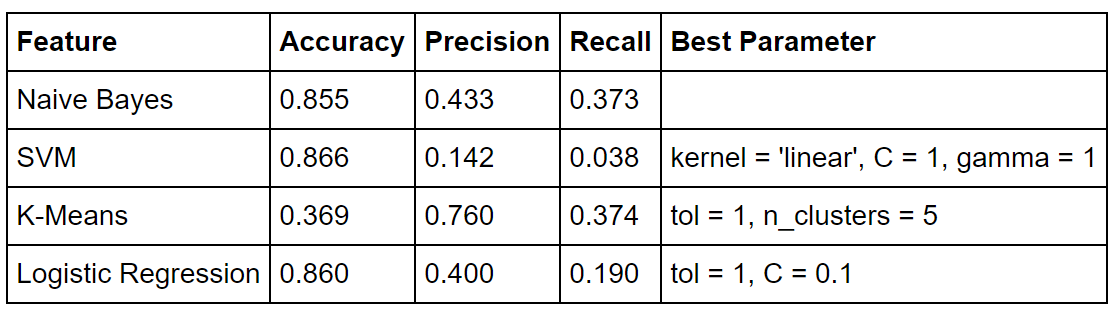 Feature Accuracy Precision Recall Best Parameter
Naive Bayes 0.855 0.433 0.373
SVM 0.866 0.142 0.038 kernel = 'linear', C = 1, gamma = 1
K-Means 0.369 0.760 0.374 tol = 1, n_clusters = 5
Logistic Regression 0.860 0.400 0.190 tol = 1, C = 0.1